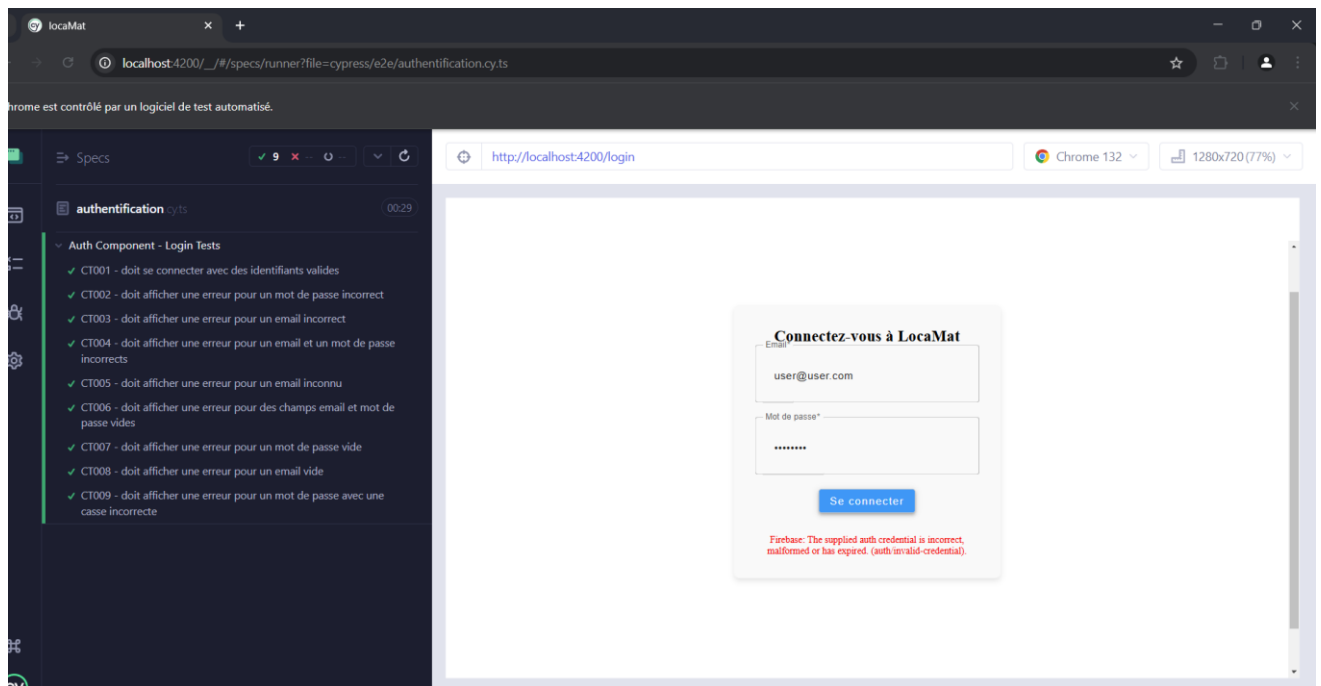 locaMat
localhost:4200/__/#/specs/runner?file=cypress/e2e/authentification.cy.ts
hrome est contrôlé par un logiciel de test automatisé.
Specs
9 -- --
http://localhost:4200/login
Chrome 132
1280x720 (77%)
authentification.cy.ts
00:29
Auth Component - Login Tests
CT001 - doit se connecter avec des identifiants valides
CT002 - doit afficher une erreur pour un mot de passe incorrect
CT003 - doit afficher une erreur pour un email incorrect
CT004 - doit afficher une erreur pour un email et un mot de passe
incorrects
CT005 - doit afficher une erreur pour un email inconnu
CT006 - doit afficher une erreur pour des champs email et mot de
passe vides
CT007 - doit afficher une erreur pour un mot de passe vide
CT008 - doit afficher une erreur pour un email vide
CT009 - doit afficher une erreur pour un mot de passe avec une
casse incorrecte
Connectez-vous à LocaMat
Email*
user@user.com
Mot de passe*
••••••••
Se connecter
Firebase: The supplied auth credential is incorrect,
malformed or has expired. (auth/invalid-credential).